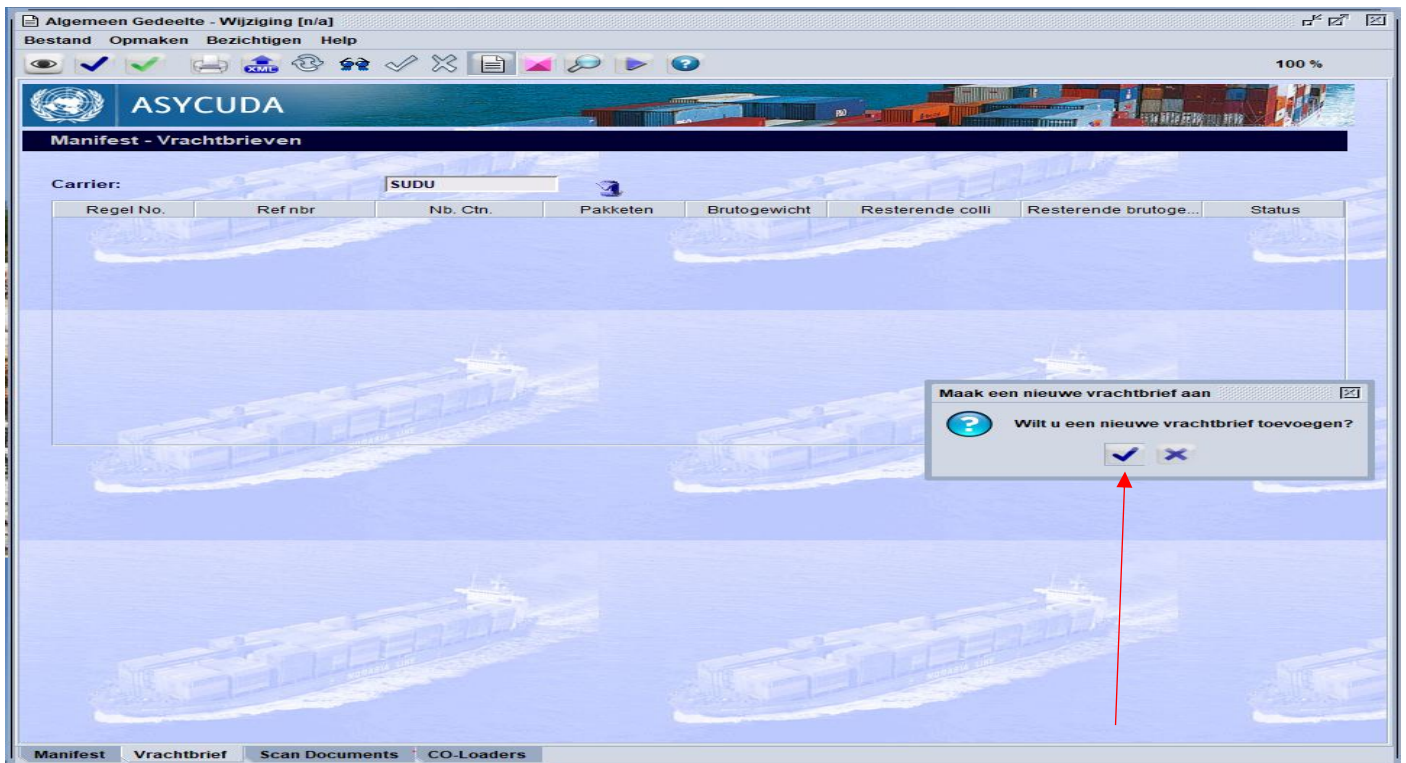 Algemeen Gedeelte - Wijziging [n/a]
Bestand Opmaken Bezichtigen Help
XML
100 %
ASYCUDA
Manifest - Vrachtbrieven
Carrier: SUDU
Regel No. Ref nbr Nb. Ctn. Pakketen Brutogewicht Resterende colli Resterende brutoge... Status
Maak een nieuwe vrachtbrief aan
Wilt u een nieuwe vrachtbrief toevoegen?
Manifest Vrachtbrief Scan Documents CO-Loaders